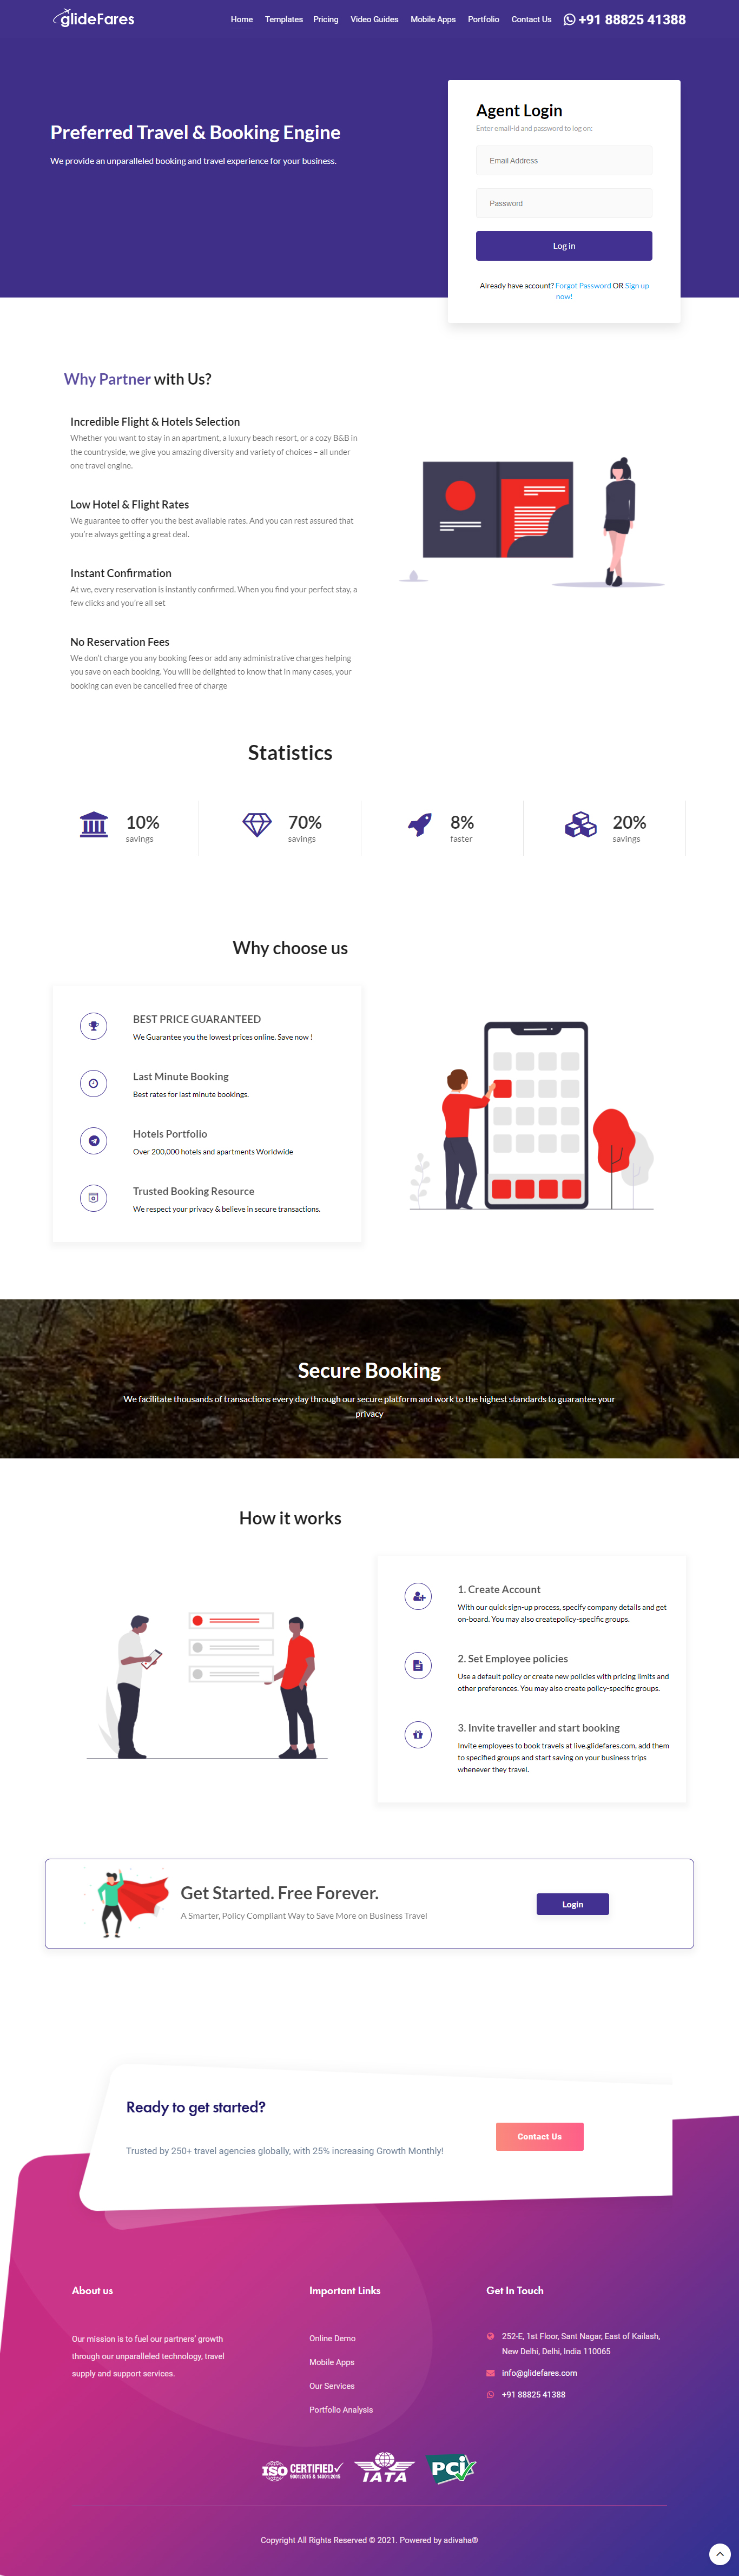 glideFares
Home Templates Pricing Video Guides Mobile Apps Portfolio Contact Us +91 88825 41388
Preferred Travel & Booking Engine
We provide an unparalleled booking and travel experience for your business.
Agent Login
Enter email-id and password to log on:
Email Address
Password
Log in
Already have account? Forgot Password OR Sign up
now!
Why Partner with Us?
Incredible Flight & Hotels Selection
Whether you want to stay in an apartment, a luxury beach resort, or a cozy B&B in
the countryside, we give you amazing diversity and variety of choices – all under
one travel engine.
Low Hotel & Flight Rates
We guarantee to offer you the best available rates. And you can rest assured that
you're always getting a great deal.
Instant Confirmation
At we, every reservation is instantly confirmed. When you find your perfect stay, a
few clicks and you're all set
No Reservation Fees
We don't charge you any booking fees or add any administrative charges helping
you save on each booking. You will be delighted to know that in many cases, your
booking can even be cancelled free of charge
Statistics
10%
savings
70%
savings
8%
faster
20%
savings
Why choose us
BEST PRICE GUARANTEED
We Guarantee you the lowest prices online. Save now !
Last Minute Booking
Best rates for last minute bookings.
Hotels Portfolio
Over 200,000 hotels and apartments Worldwide
Trusted Booking Resource
We respect your privacy & believe in secure transactions.
Secure Booking
We facilitate thousands of transactions every day through our secure platform and work to the highest standards to guarantee your
privacy
How it works
1. Create Account
With our quick sign-up process, specify company details and get
on-board. You may also createpolicy-specific groups.
2. Set Employee policies
Use a default policy or create new policies with pricing limits and
other preferences. You may also create policy-specific groups.
3. Invite traveller and start booking
Invite employees to book travels at live.glidefares.com, add them
to specified groups and start saving on your business trips
whenever they travel.
Get Started. Free Forever.
A Smarter, Policy Compliant Way to Save More on Business Travel
Login
Ready to get started?
Trusted by 250+ travel agencies globally, with 25% increasing Growth Monthly!
Contact Us
About us
Our mission is to fuel our partners' growth
through our unparalleled technology, travel
supply and support services.
Important Links
Online Demo
Mobile Apps
Our Services
Portfolio Analysis
Get In Touch
252-E, 1st Floor, Sant Nagar, East of Kailash,
New Delhi, Delhi, India 110065
info@glidefares.com
+91 88825 41388
ISO CERTIFIED
9001:2015 & 14001:2015
IATA
PCi
Copyright All Rights Reserved © 2021. Powered by adivaha®